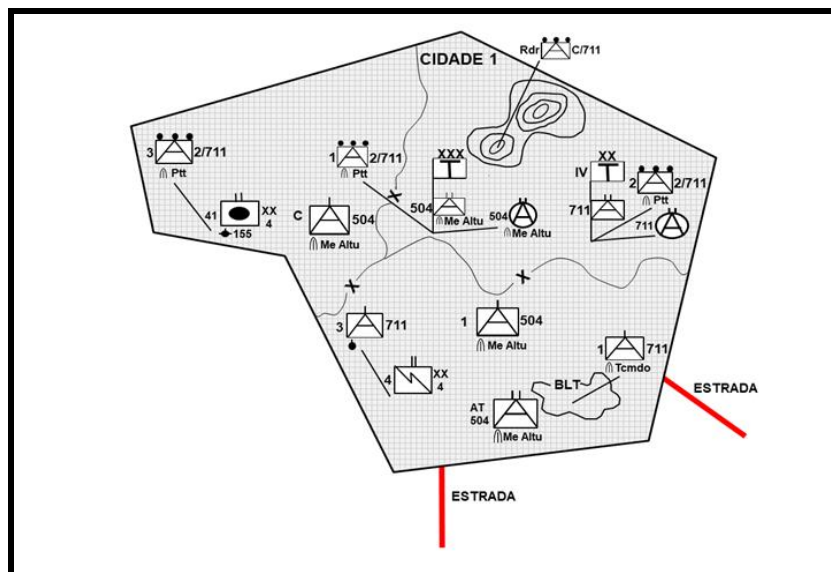 CIDADE 1
Rdr C/711
3 2/711
Ptt
1 2/711
Ptt
XXX
504
Me Altu
504
Me Altu
XX
IV
711
2 2/711
Ptt
711
41 XX
4
155
C 504
Me Altu
X
X
X
3 711
4 XX
4
1 504
Me Altu
1 711
Tcmdo
BLT
AT
504
Me Altu
ESTRADA
ESTRADA